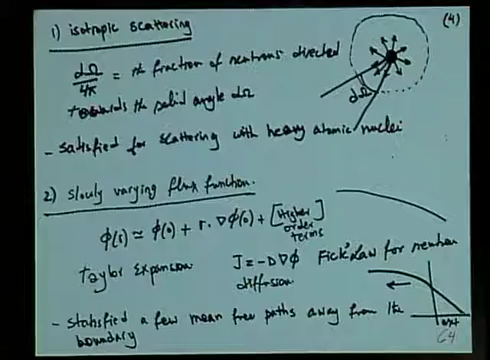 (4)
1) isotropic scattering
dΩ/4π = the fraction of neutrons directed
towards the solid angle dΩ
dΩ
- satisfied for scattering with heavy atomic nuclei
2) Slowly varying flux function.
φ(r) ≃ φ(0) + r·∇φ(0) + [Higher order terms]
Taylor Expansion J = -D∇φ Fick's Law for neutron
diffusion
- Statisfied a few mean free paths away from the
boundary